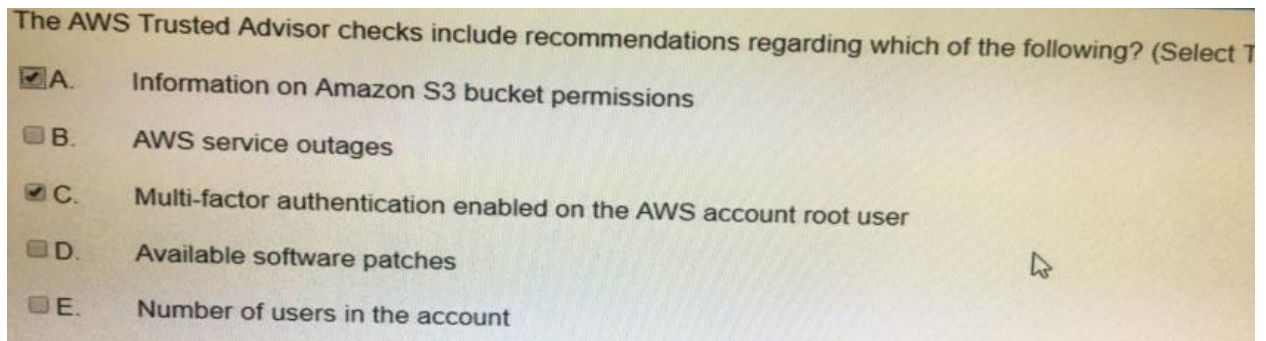 The AWS Trusted Advisor checks include recommendations regarding which of the following? (Select T
A. Information on Amazon S3 bucket permissions
B. AWS service outages
C. Multi-factor authentication enabled on the AWS account root user
D. Available software patches
E. Number of users in the account